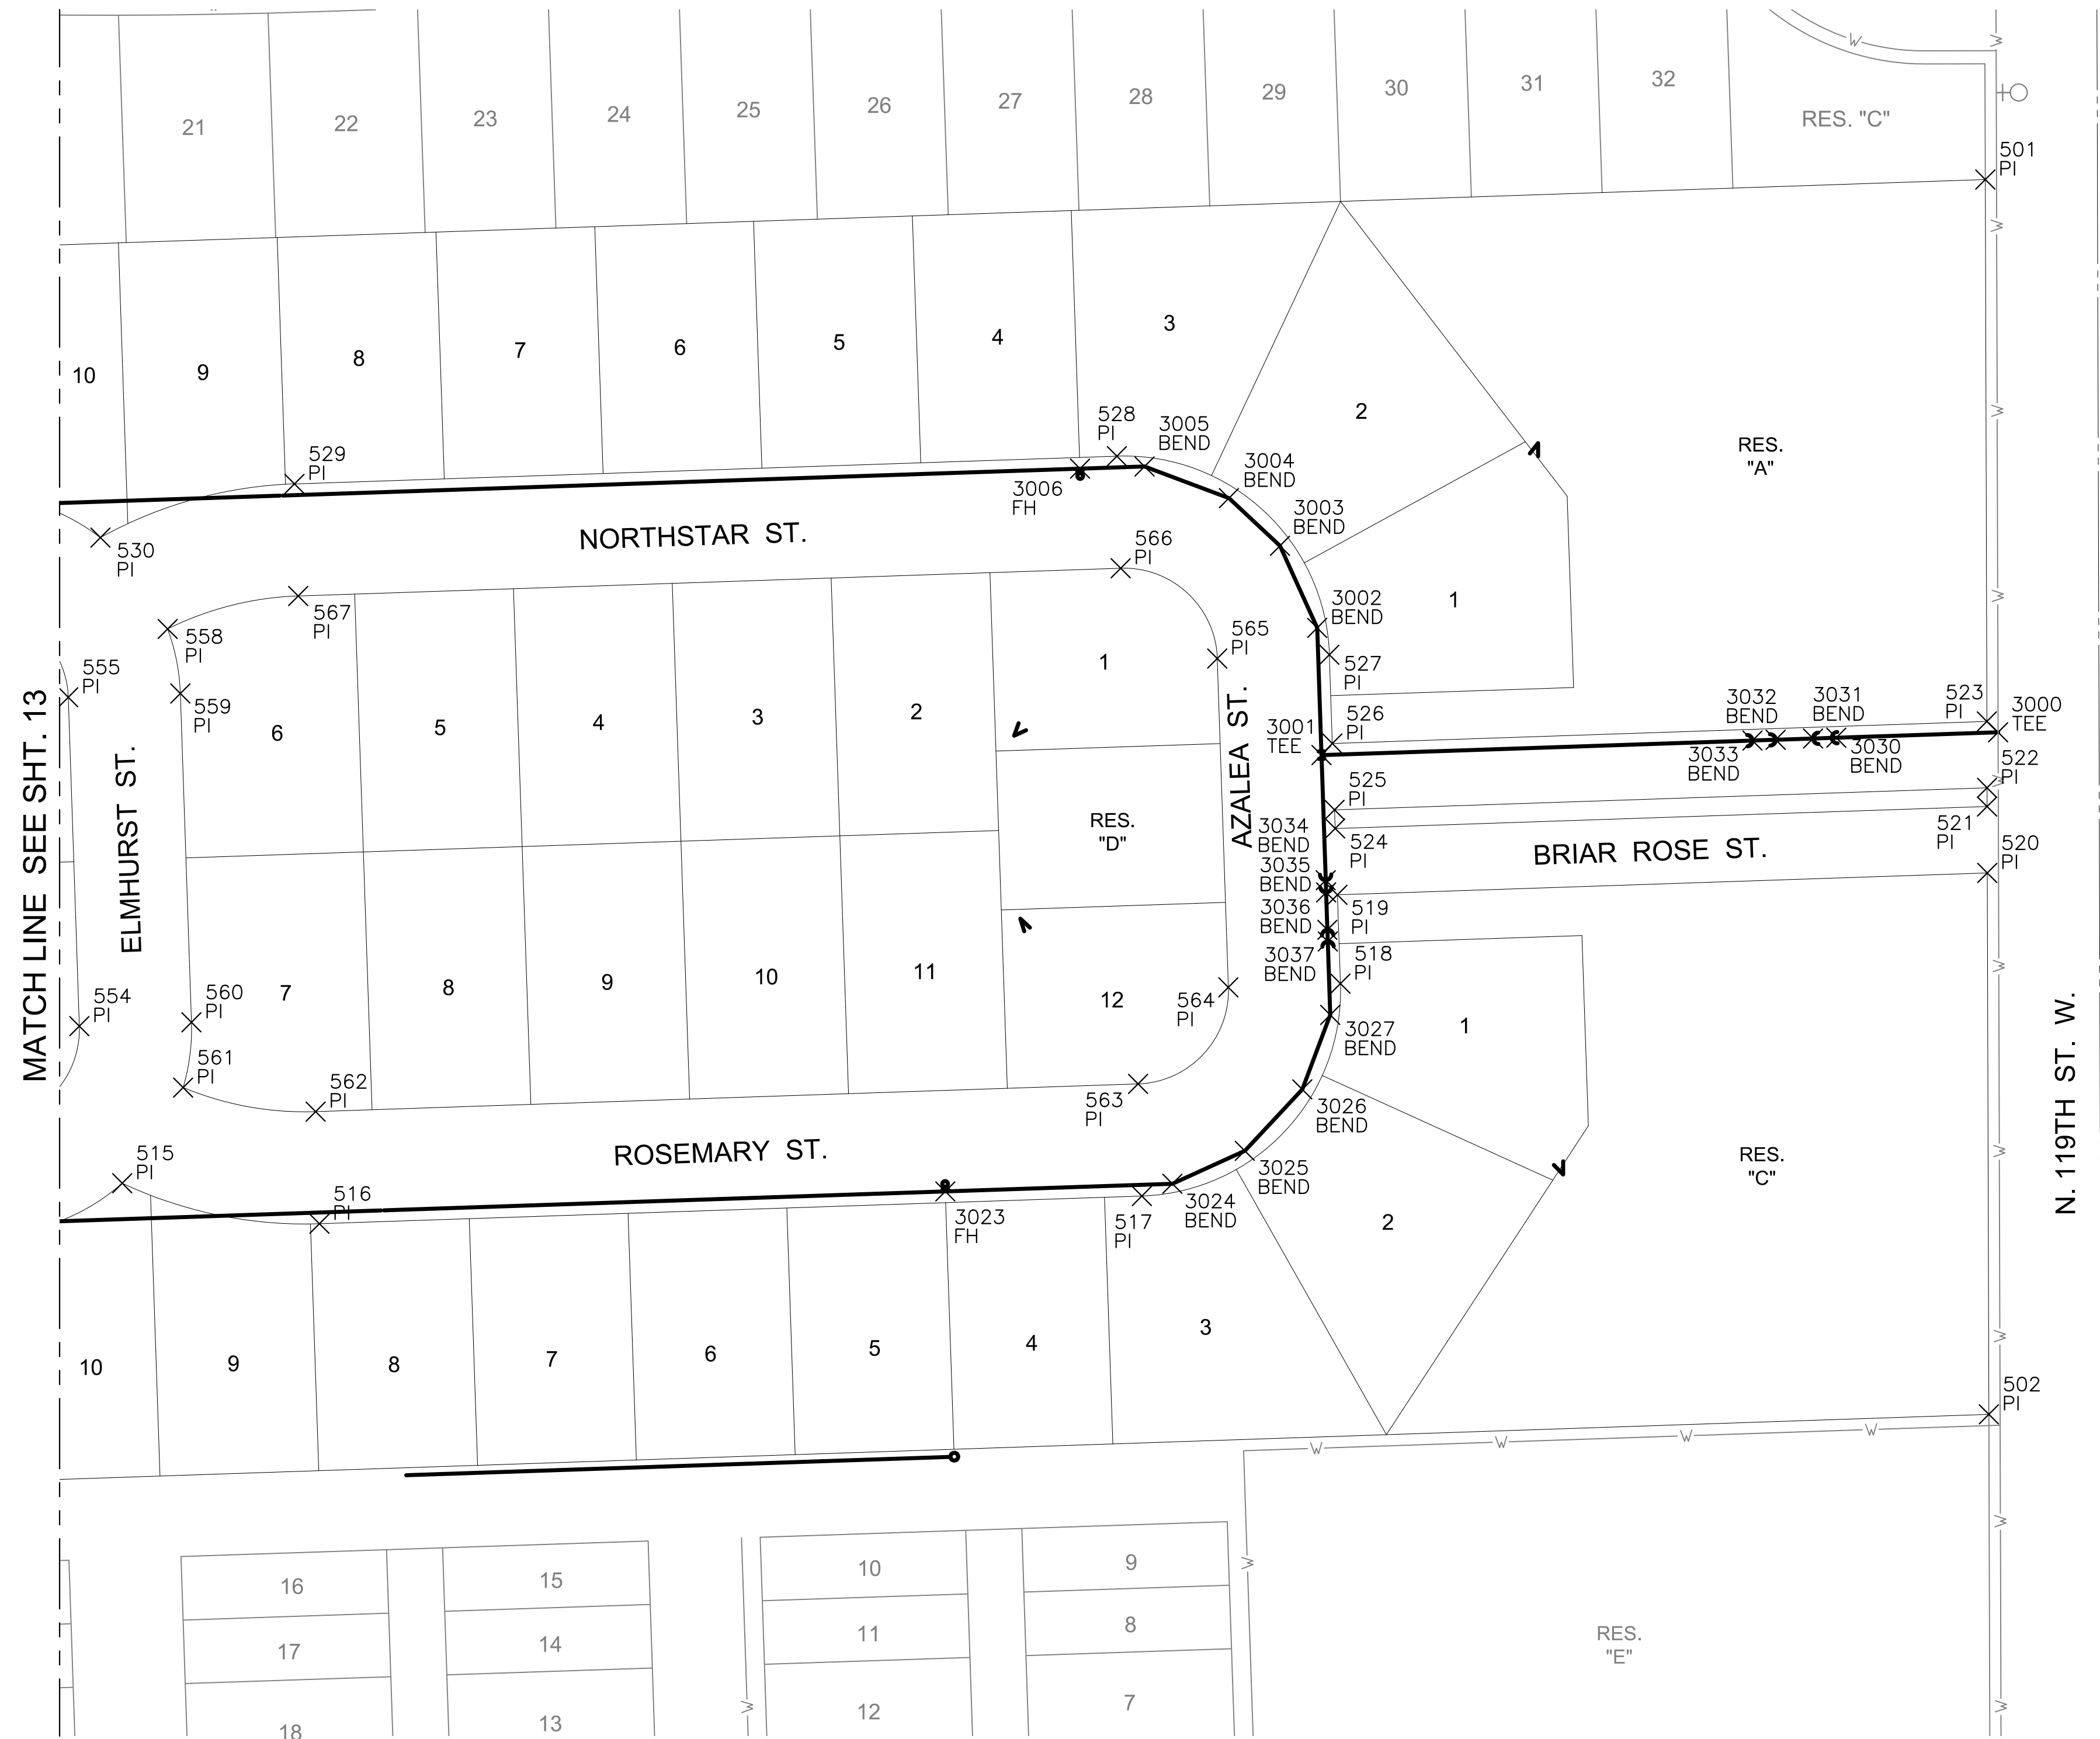 21
22
23
24
25
26
27
28
29
30
31
32
RES. "C"
W
501
PI
10
9
8
7
6
5
4
3
2
1
RES.
"A"
529
PI
528
PI
3005
BEND
3004
BEND
3003
BEND
3006
FH
530
PI
NORTHSTAR ST.
566
PI
567
PI
558
PI
3002
BEND
565
PI
527
PI
555
PI
559
PI
6
5
4
3
2
1
3001
TEE
526
PI
3032
BEND
3031
BEND
523
PI
3000
TEE
3033
BEND
3030
BEND
522
PI
MATCH LINE SEE SHT. 13
ELMHURST ST.
AZALEA ST.
525
PI
RES.
"D"
3034
BEND
524
PI
BRIAR ROSE ST.
521
PI
520
PI
3035
BEND
3036
BEND
519
PI
3037
BEND
518
PI
554
PI
560
PI
7
8
9
10
11
12
564
PI
1
3027
BEND
N. 119TH ST. W.
561
PI
562
PI
563
PI
3026
BEND
515
PI
ROSEMARY ST.
3025
BEND
RES.
"C"
516
PI
3023
FH
517
PI
3024
BEND
2
10
9
8
7
6
5
4
3
502
PI
W
W
W
W
16
15
10
9
17
14
11
8
18
13
12
7
RES.
"E"
W
W
W
W
W
W
W
W
W
W
W
W